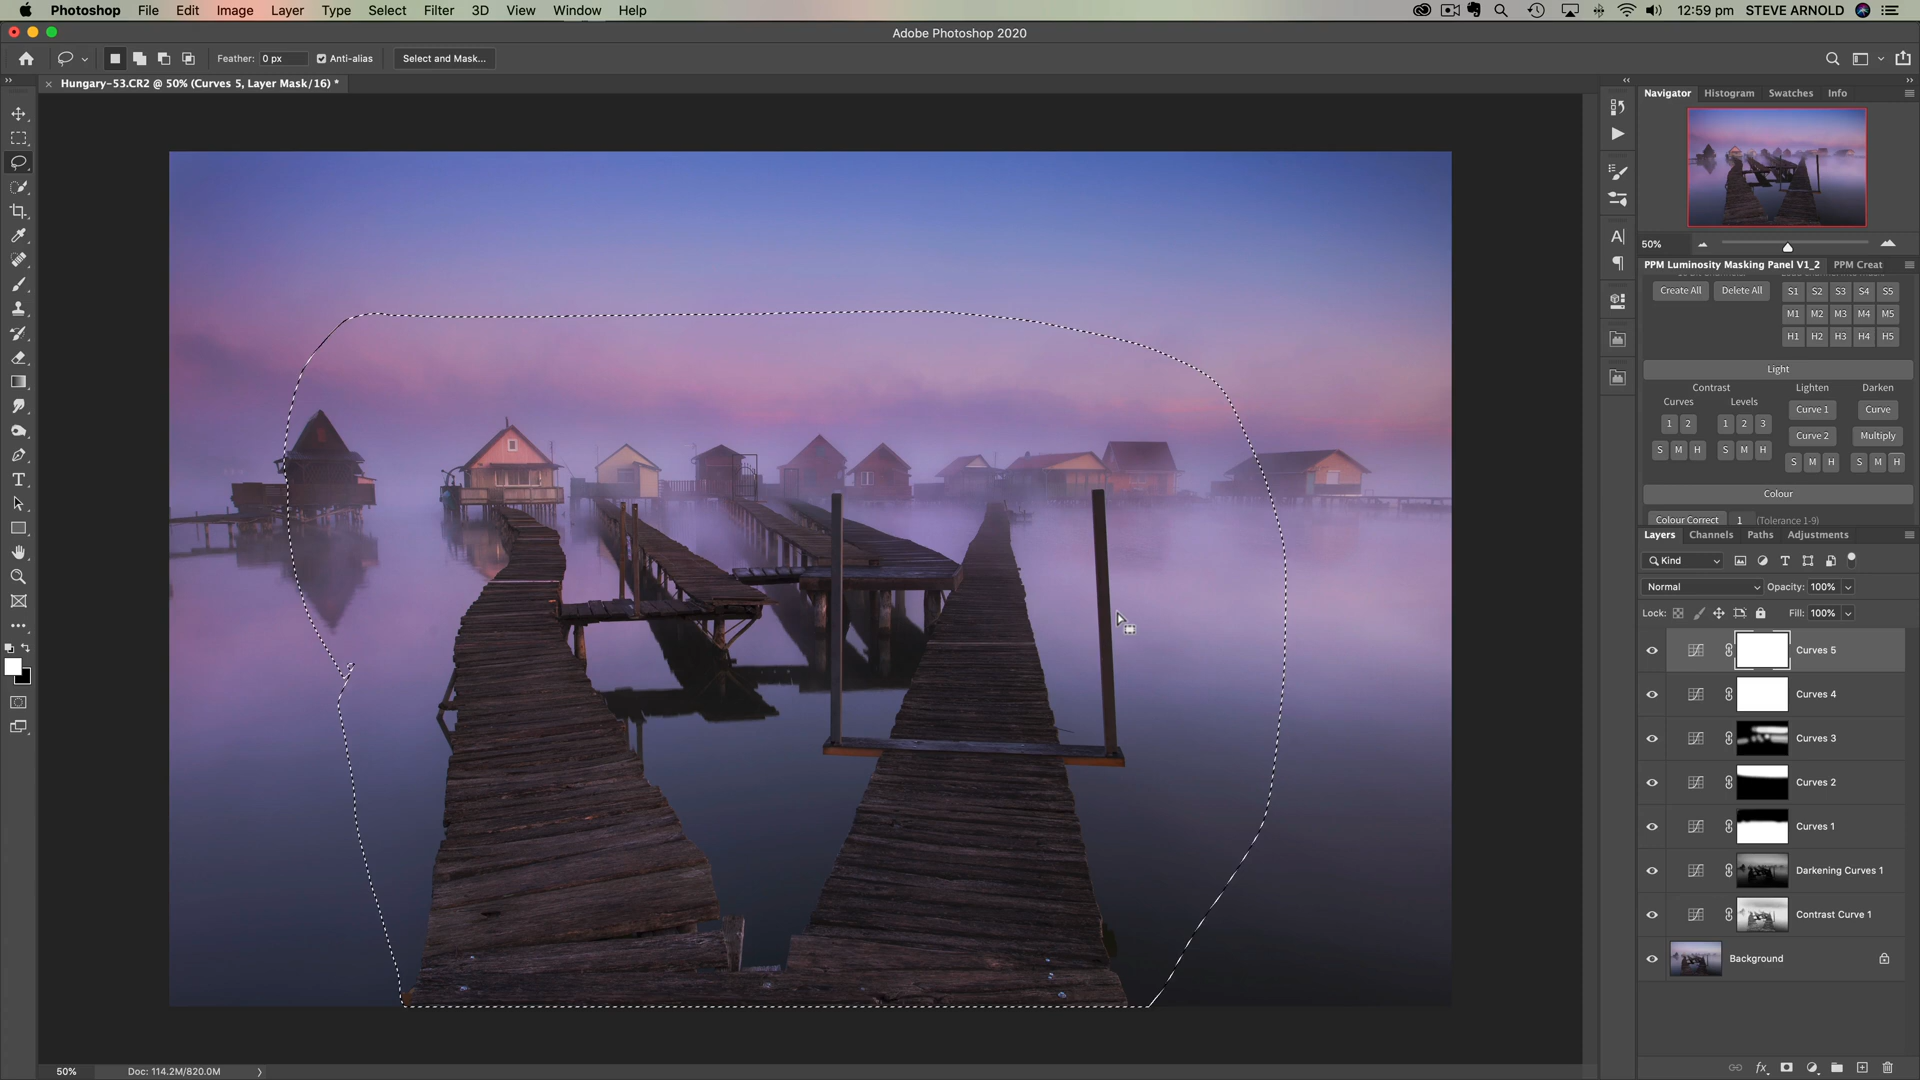 Photoshop File Edit Image Layer Type Select Filter 3D View Window Help 12:59 pm STEVE ARNOLD
Adobe Photoshop 2020
Feather: 0 px Anti-alias Select and Mask...
Hungary-53.CR2 @ 50% (Curves 5, Layer Mask/16) *
Navigator Histogram Swatches Info
50%
PPM Luminosity Masking Panel V1_2 PPM Creat
Create All Delete All S1 S2 S3 S4 S5
M1 M2 M3 M4 M5
H1 H2 H3 H4 H5
Light
Contrast Lighten Darken
Curves Levels
Curve 1 Curve
1 2 1 2 3
Curve 2 Multiply
S M H S M H
S M H S M H
Colour
Colour Correct 1 (Tolerance 1-9)
Layers Channels Paths Adjustments
Kind
Normal Opacity: 100%
Lock: Fill: 100%
Curves 5
Curves 4
Curves 3
Curves 2
Curves 1
Darkening Curves 1
Contrast Curve 1
Background
50% Doc: 114.2M/820.0M